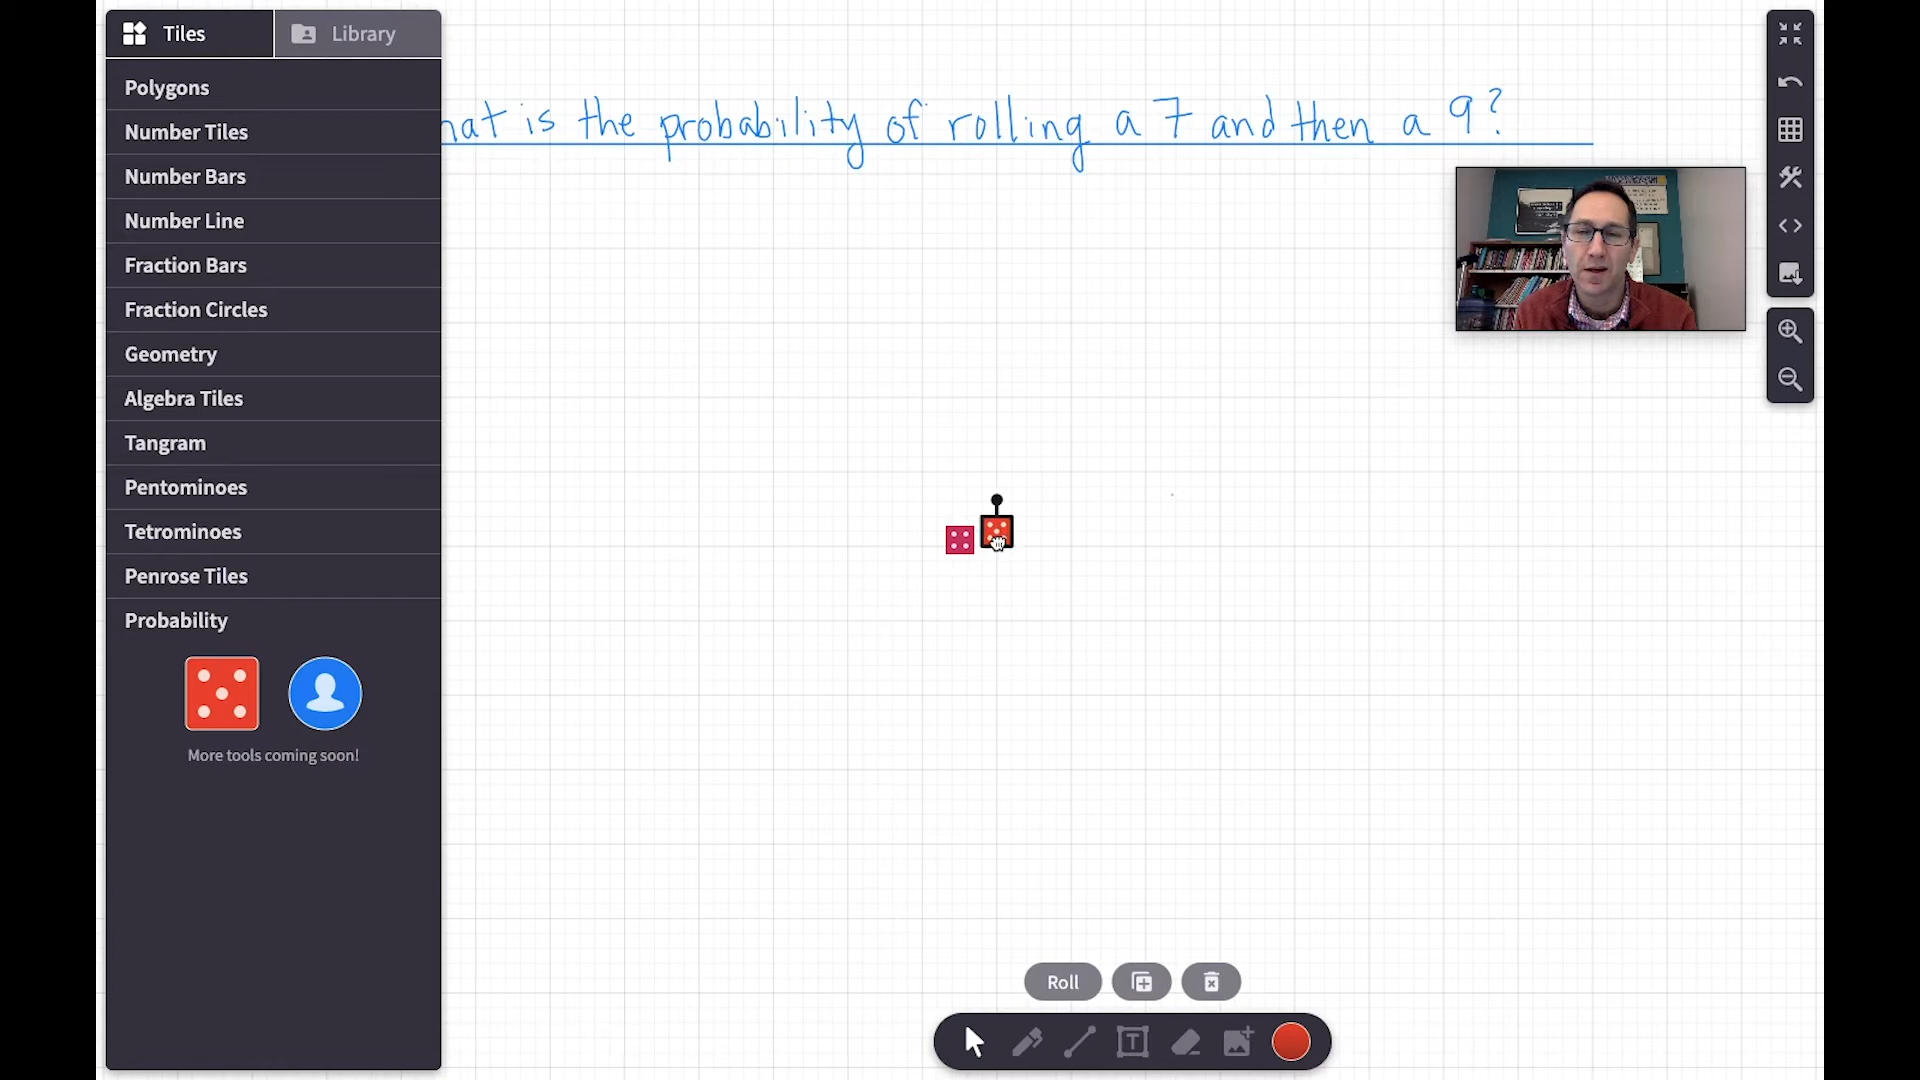 Tiles
Library
Polygons
Number Tiles
Number Bars
Number Line
Fraction Bars
Fraction Circles
Geometry
Algebra Tiles
Tangram
Pentominoes
Tetrominoes
Penrose Tiles
Probability
More tools coming soon!
hat is the probability of rolling a 7 and then a 9?
Roll
T